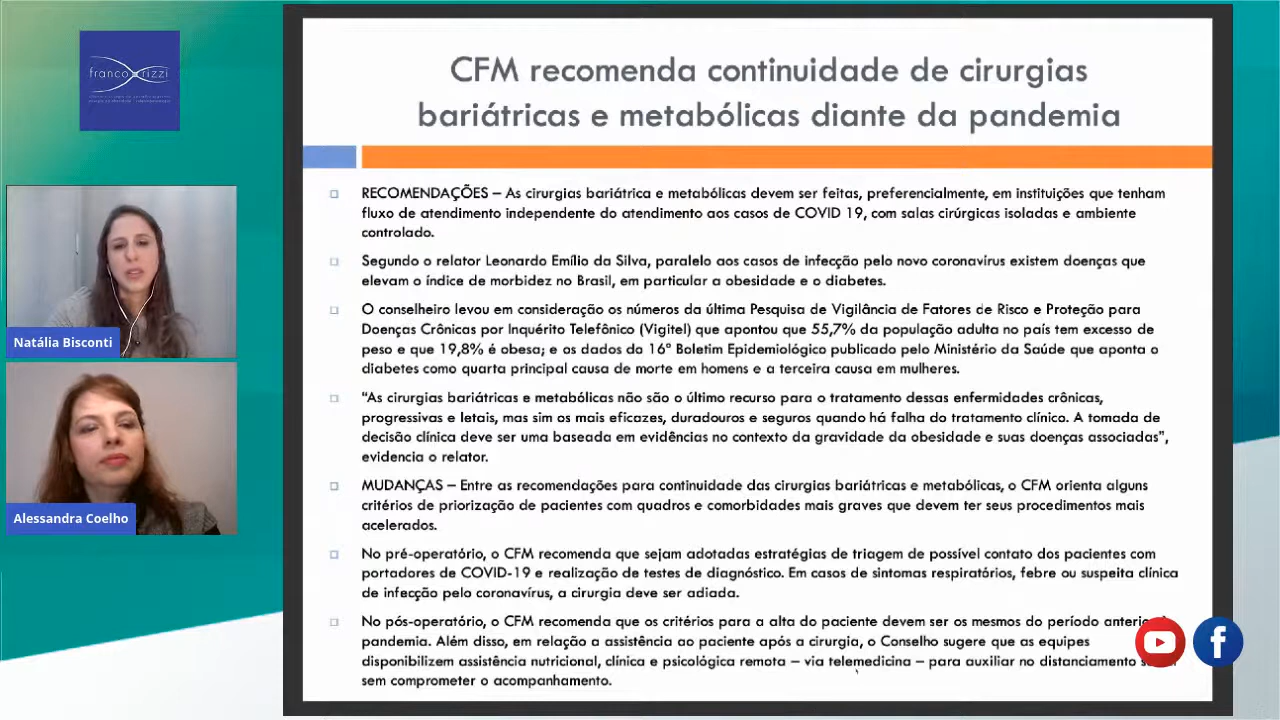 franco rizzi
Natália Bisconti
Alessandra Coelho
CFM recomenda continuidade de cirurgias
bariátricas e metabólicas diante da pandemia
RECOMENDAÇÕES – As cirurgias bariátrica e metabólicas devem ser feitas, preferencialmente, em instituições que tenham
fluxo de atendimento independente do atendimento aos casos de COVID 19, com salas cirúrgicas isoladas e ambiente
controlado.
Segundo o relator Leonardo Emílio da Silva, paralelo aos casos de infecção pelo novo coronavírus existem doenças que
elevam o índice de morbidez no Brasil, em particular a obesidade e o diabetes.
O conselheiro levou em consideração os números da última Pesquisa de Vigilância de Fatores de Risco e Proteção para
Doenças Crônicas por Inquérito Telefônico (Vigitel) que apontou que 55,7% da população adulta no país tem excesso de
peso e que 19,8% é obesa; e os dados do 16º Boletim Epidemiológico publicado pelo Ministério da Saúde que aponta o
diabetes como quarta principal causa de morte em homens e a terceira causa em mulheres.
“As cirurgias bariátricas e metabólicas não são o último recurso para o tratamento dessas enfermidades crônicas,
progressivas e letais, mas sim os mais eficazes, duradouros e seguros quando há falha do tratamento clínico. A tomada de
decisão clínica deve ser uma baseada em evidências no contexto da gravidade da obesidade e suas doenças associadas”,
evidencia o relator.
MUDANÇAS – Entre as recomendações para continuidade das cirurgias bariátricas e metabólicas, o CFM orienta alguns
critérios de priorização de pacientes com quadros e comorbidades mais graves que devem ter seus procedimentos mais
acelerados.
No pré-operatório, o CFM recomenda que sejam adotadas estratégias de triagem de possível contato dos pacientes com
portadores de COVID-19 e realização de testes de diagnóstico. Em casos de sintomas respiratórios, febre ou suspeita clínica
de infecção pelo coronavírus, a cirurgia deve ser adiada.
No pós-operatório, o CFM recomenda que os critérios para a alta do paciente devem ser os mesmos do período
pandemia. Além disso, em relação a assistência ao paciente após a cirurgia, o Conselho sugere que as equipes
disponibilizem assistência nutricional, clínica e psicológica remota – via telemedicina – para auxiliar no distanciamento
sem comprometer o acompanhamento.